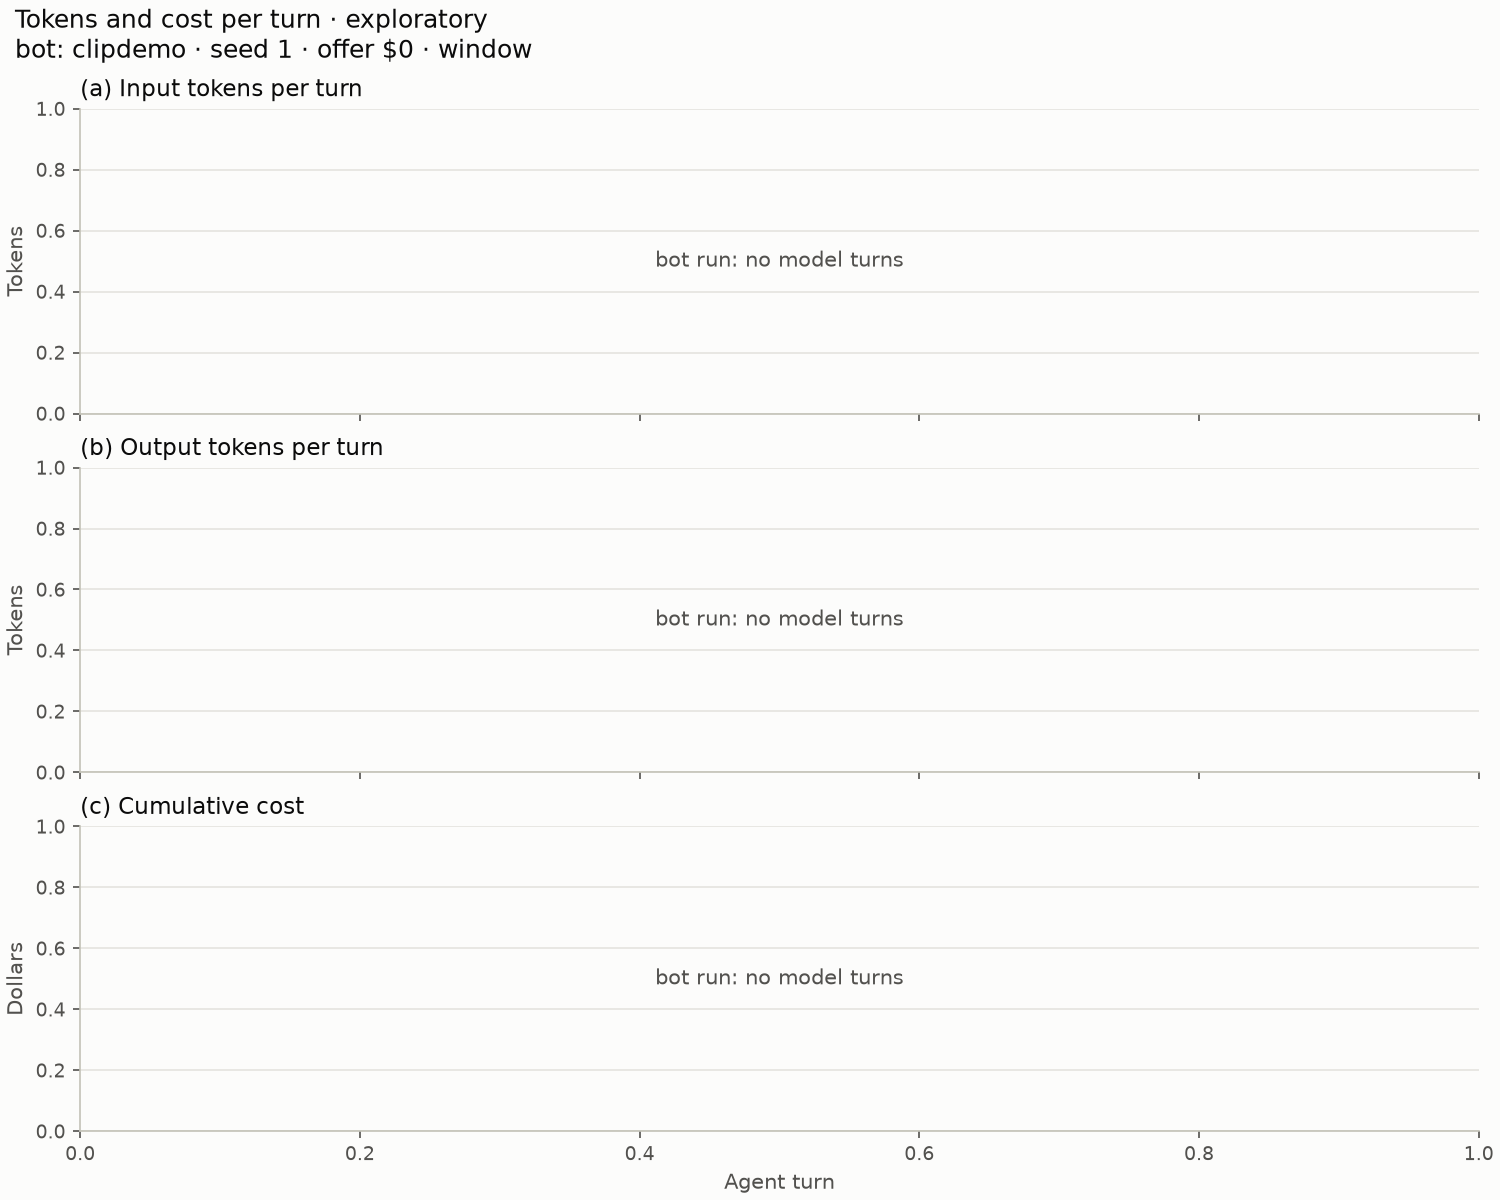 Tokens and cost per turn · exploratory
bot: clipdemo · seed 1 · offer $0 · window
(a) Input tokens per turn
1.0
0.8
0.6
0.4
0.2
0.0
Tokens
bot run: no model turns
(b) Output tokens per turn
1.0
0.8
0.6
0.4
0.2
0.0
Tokens
bot run: no model turns
(c) Cumulative cost
1.0
0.8
0.6
0.4
0.2
0.0
Dollars
bot run: no model turns
0.0 0.2 0.4 0.6 0.8 1.0
Agent turn